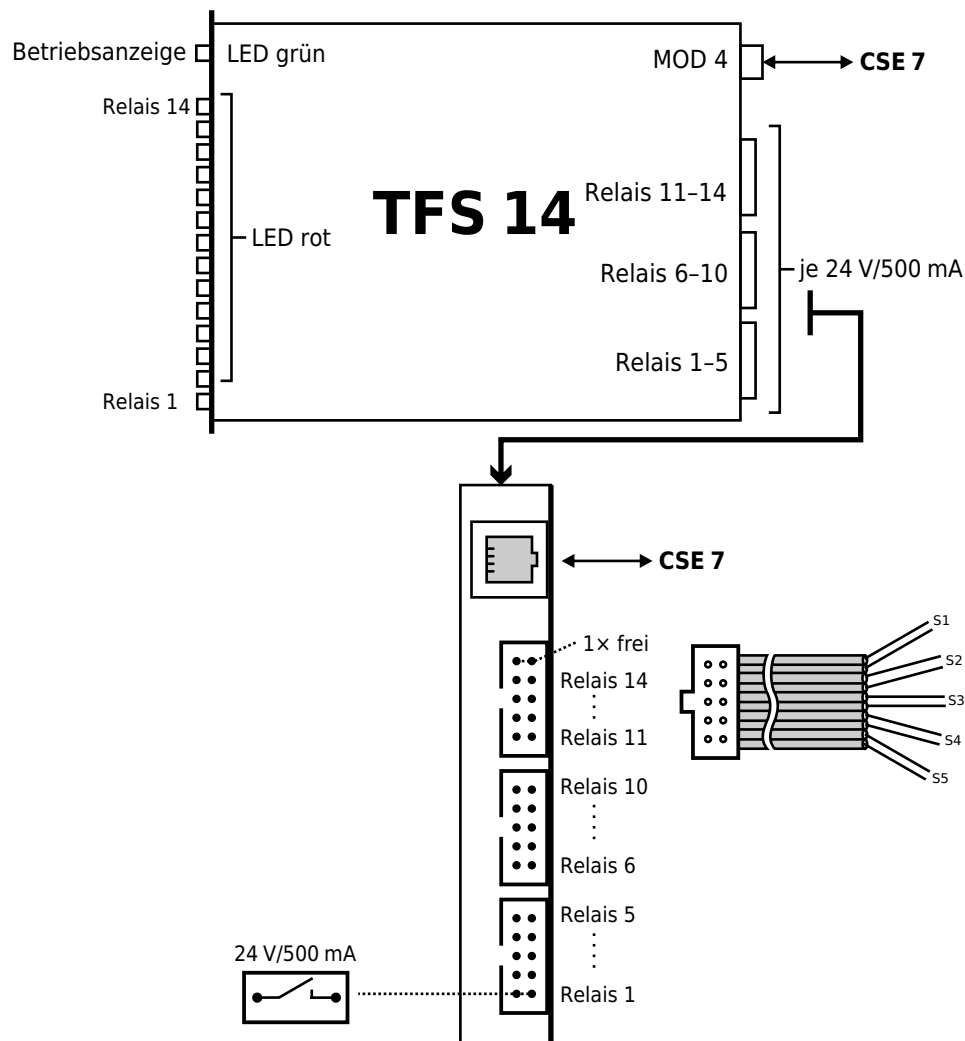 Betriebsanzeige
LED grün
MOD 4
CSE 7
Relais 14
TFS 14
Relais 11–14
LED rot
Relais 6–10
je 24 V/500 mA
Relais 1–5
Relais 1
CSE 7
1× frei
Relais 14
Relais 11
S1
S2
S3
S4
S5
Relais 10
Relais 6
Relais 5
24 V/500 mA
Relais 1